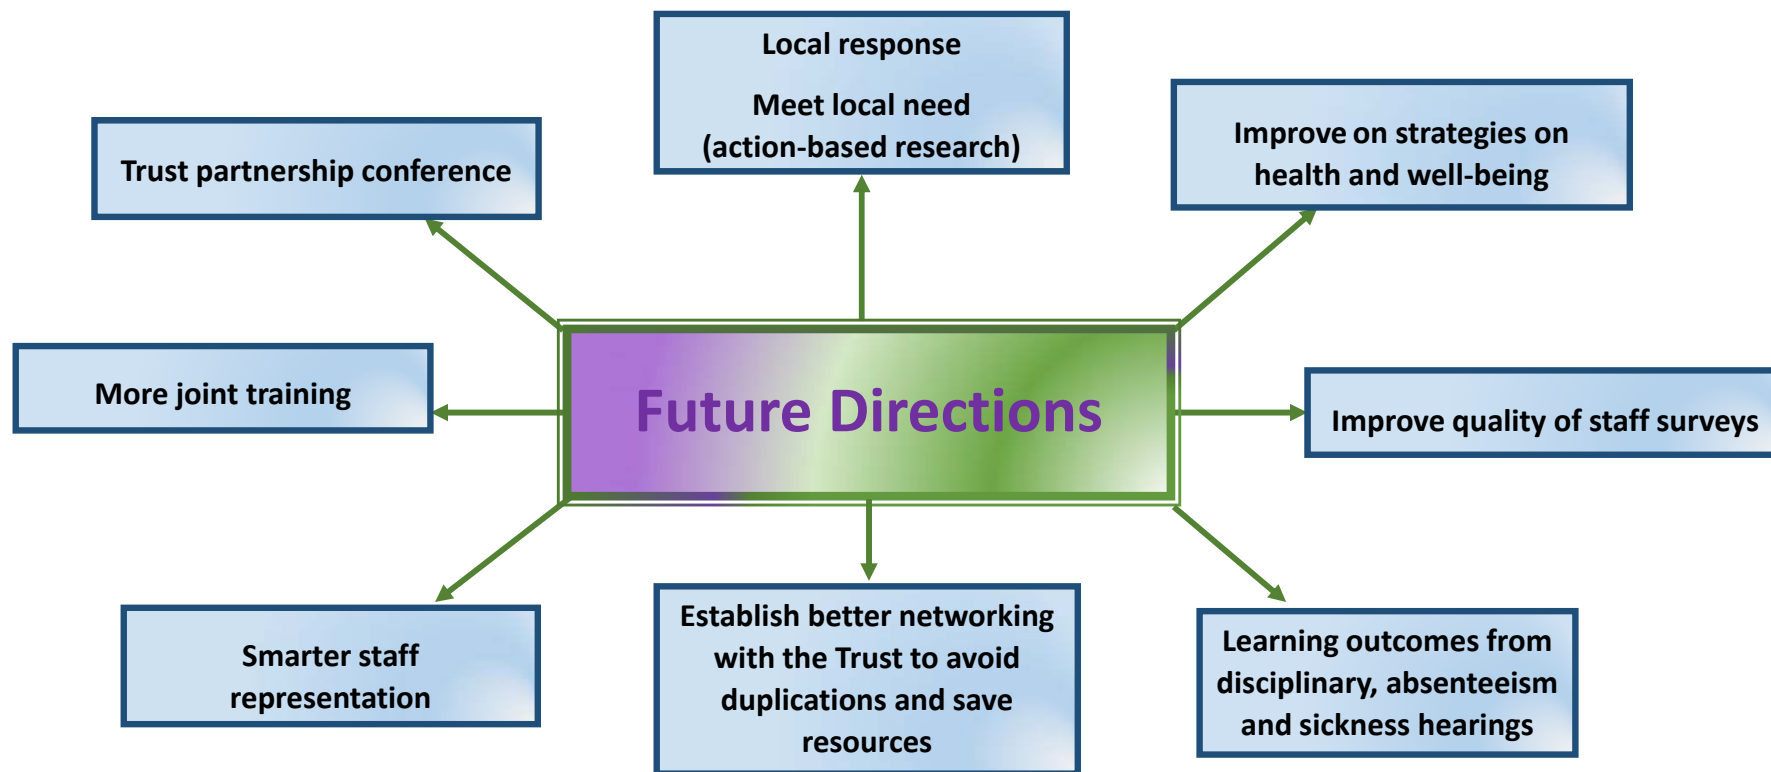 Local response
Meet local need
(action-based research)
Trust partnership conference
Improve on strategies on
health and well-being
More joint training
Future Directions
Improve quality of staff surveys
Smarter staff
representation
Establish better networking
with the Trust to avoid
duplications and save
resources
Learning outcomes from
disciplinary, absenteeism
and sickness hearings